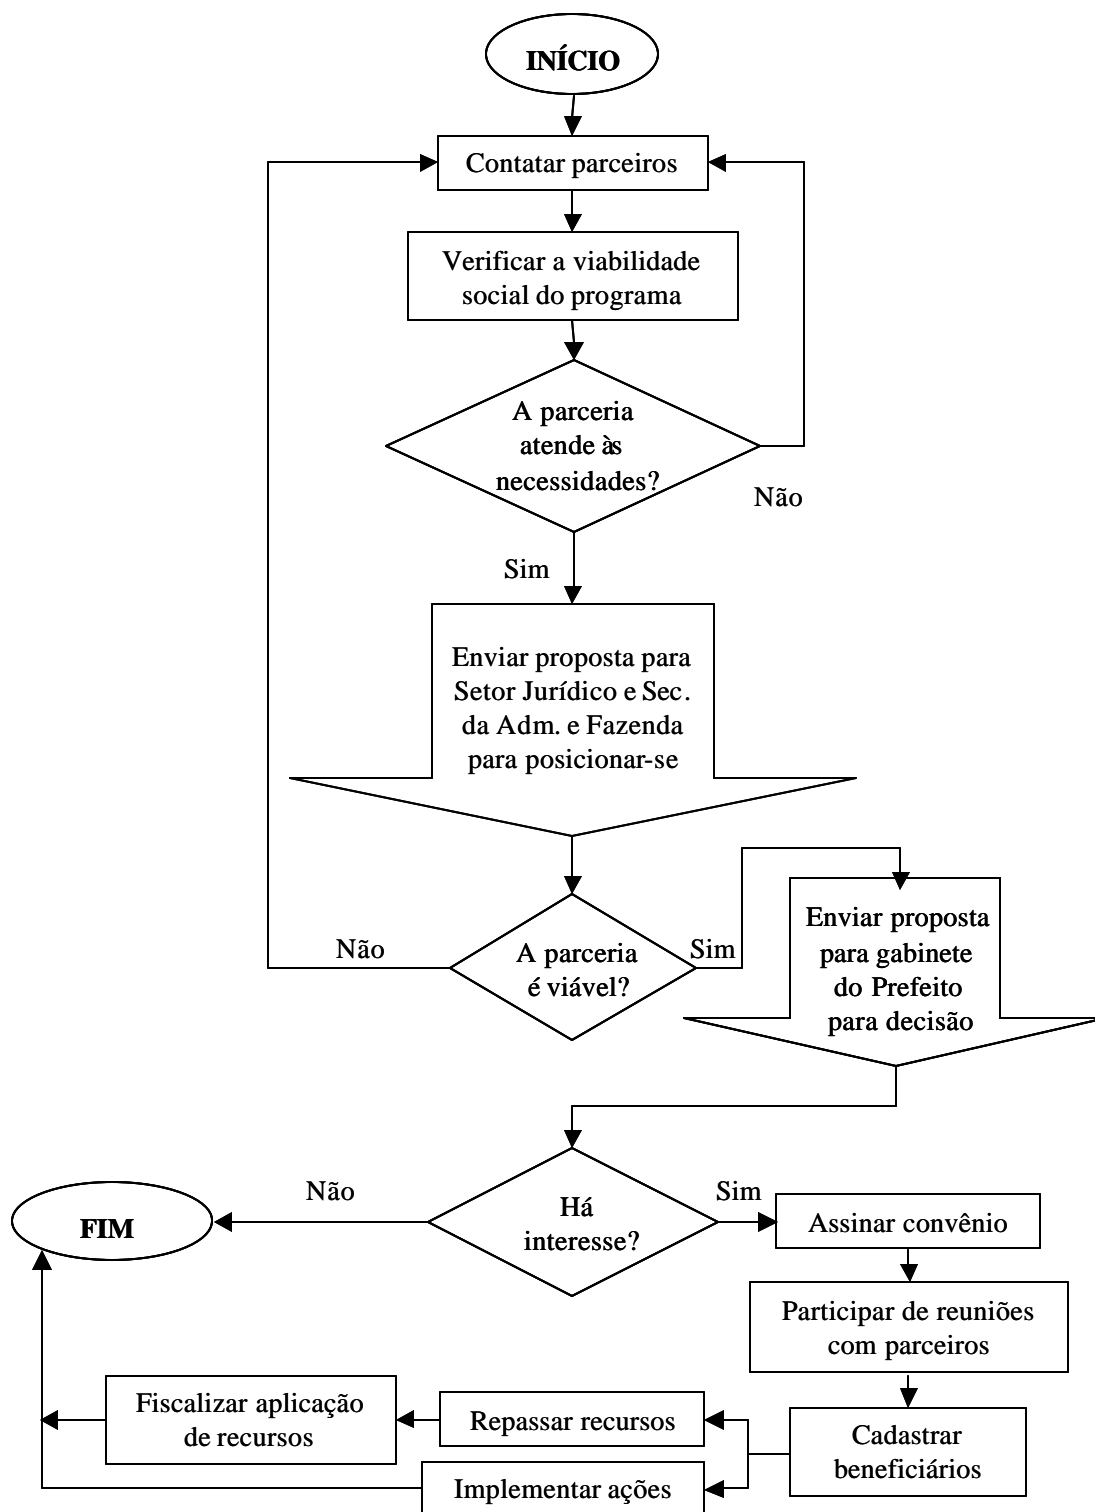 INÍCIO
Contatar parceiros
Verificar a viabilidade
social do programa
A parceria
atende às
necessidades?
Não
Sim
Enviar proposta para
Setor Jurídico e Sec.
da Adm. e Fazenda
para posicionar-se
Não
A parceria
é viável?
Sim
Enviar proposta
para gabinete
do Prefeito
para decisão
Há
interesse?
Não
FIM
Sim
Assinar convênio
Participar de reuniões
com parceiros
Cadastrar
beneficiários
Repassar recursos
Fiscalizar aplicação
de recursos
Implementar ações